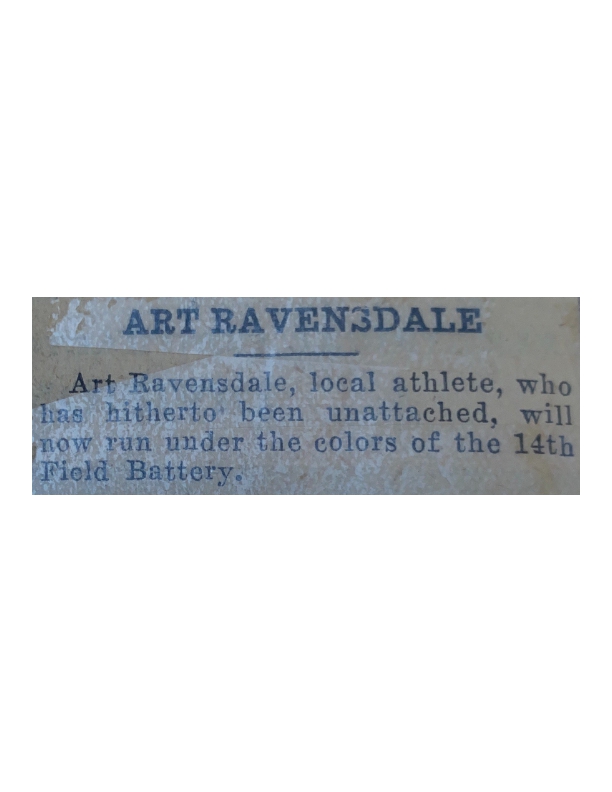 ART RAVENSDALE
Art Ravensdale, local athlete, who
has hitherto been unattached, will
now run under the colors of the 14th
Field Battery.